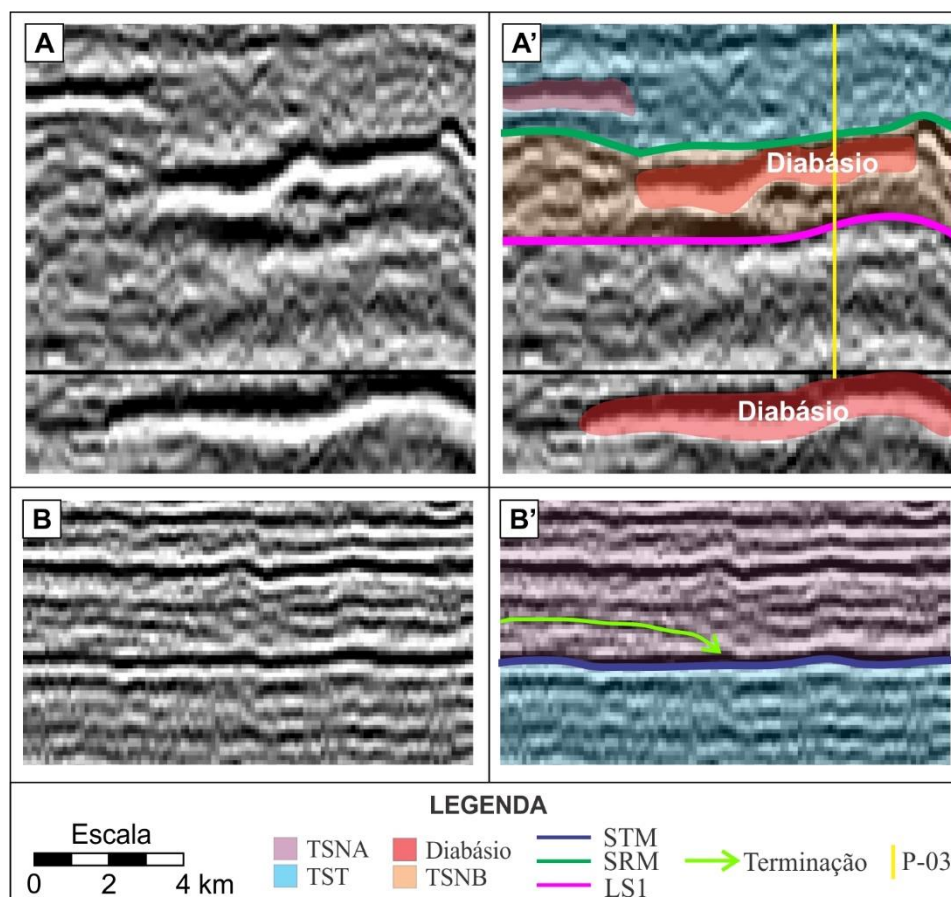 A
A’
Diabásio
Diabásio
B
B’
LEGENDA
Escala
0 2 4 km
TSNA
TST
Diabásio
TSNB
STM
SRM
LS1
Terminação
P-03